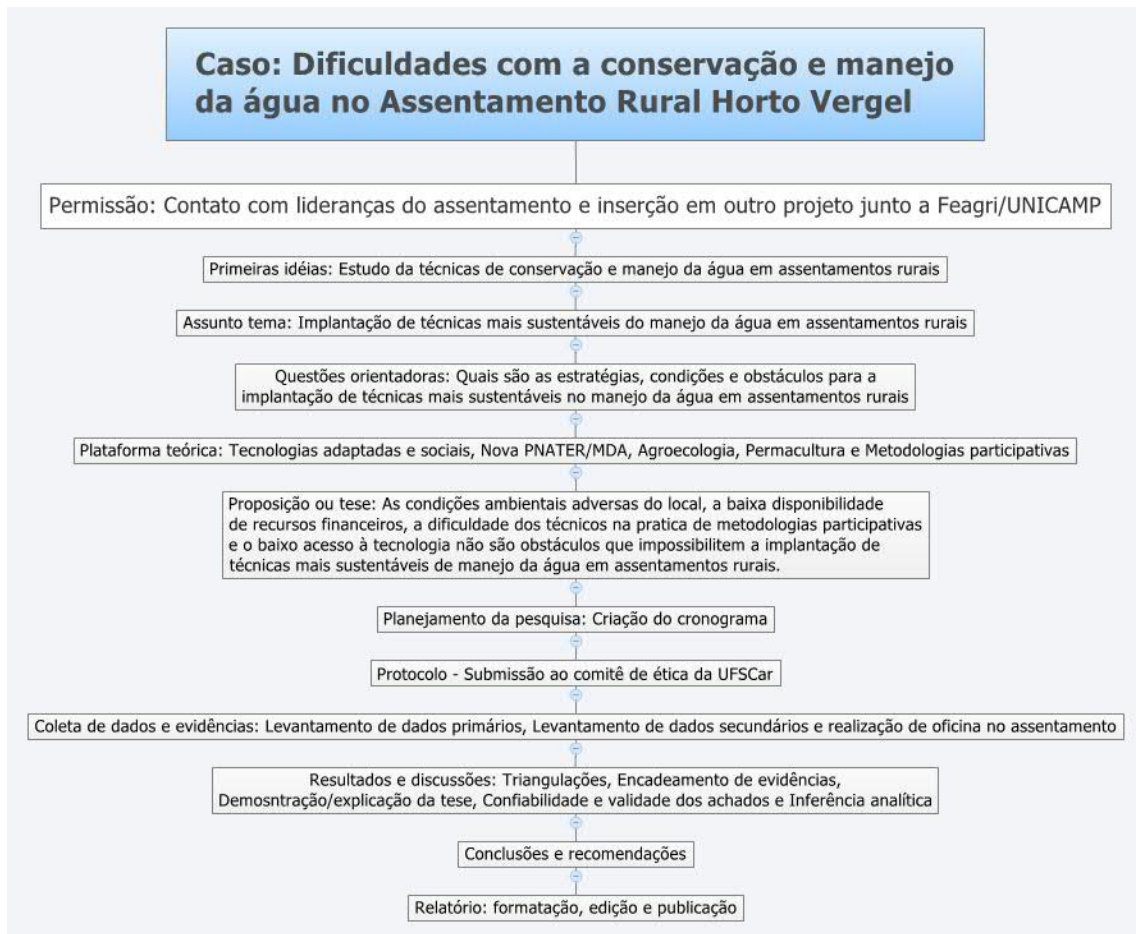 Caso: Dificuldades com a conservação e manejo
da água no Assentamento Rural Horto Vergel
Permissão: Contato com lideranças do assentamento e inserção em outro projeto junto a Feagri/UNICAMP
Primeiras idéias: Estudo da técnicas de conservação e manejo da água em assentamentos rurais
Assunto tema: Implantação de técnicas mais sustentáveis do manejo da água em assentamentos rurais
Questões orientadoras: Quais são as estratégias, condições e obstáculos para a
implantação de técnicas mais sustentáveis no manejo da água em assentamentos rurais
Plataforma teórica: Tecnologias adaptadas e sociais, Nova PNATER/MDA, Agroecologia, Permacultura e Metodologias participativas
Proposição ou tese: As condições ambientais adversas do local, a baixa disponibilidade
de recursos financeiros, a dificuldade dos técnicos na pratica de metodologias participativas
e o baixo acesso à tecnologia não são obstáculos que impossibilitem a implantação de
técnicas mais sustentáveis de manejo da água em assentamentos rurais.
Planejamento da pesquisa: Criação do cronograma
Protocolo - Submissão ao comitê de ética da UFSCar
Coleta de dados e evidências: Levantamento de dados primários, Levantamento de dados secundários e realização de oficina no assentamento
Resultados e discussões: Triangulações, Encadeamento de evidências,
Demosntração/explicação da tese, Confiabilidade e validade dos achados e Inferência analítica
Conclusões e recomendações
Relatório: formatação, edição e publicação